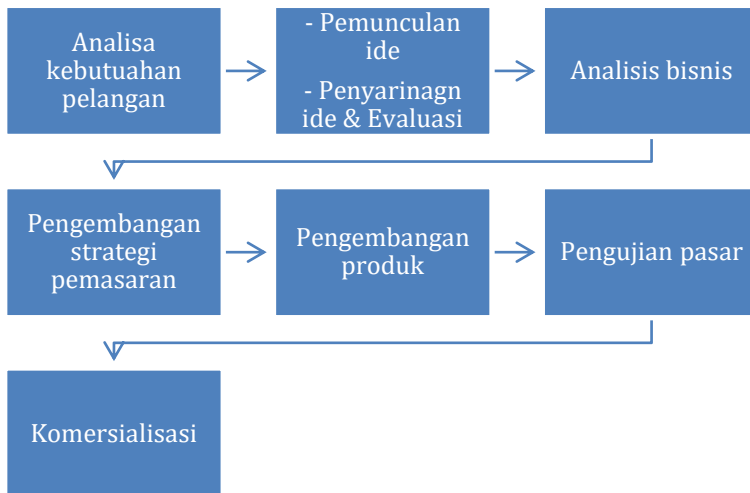 Analisa
kebutuahan
pelangan
- Pemunculan
ide
- Penyarinagn
ide & Evaluasi
Analisis bisnis
Pengembangan
strategi
pemasaran
Pengembangan
produk
Pengujian pasar
Komersialisasi